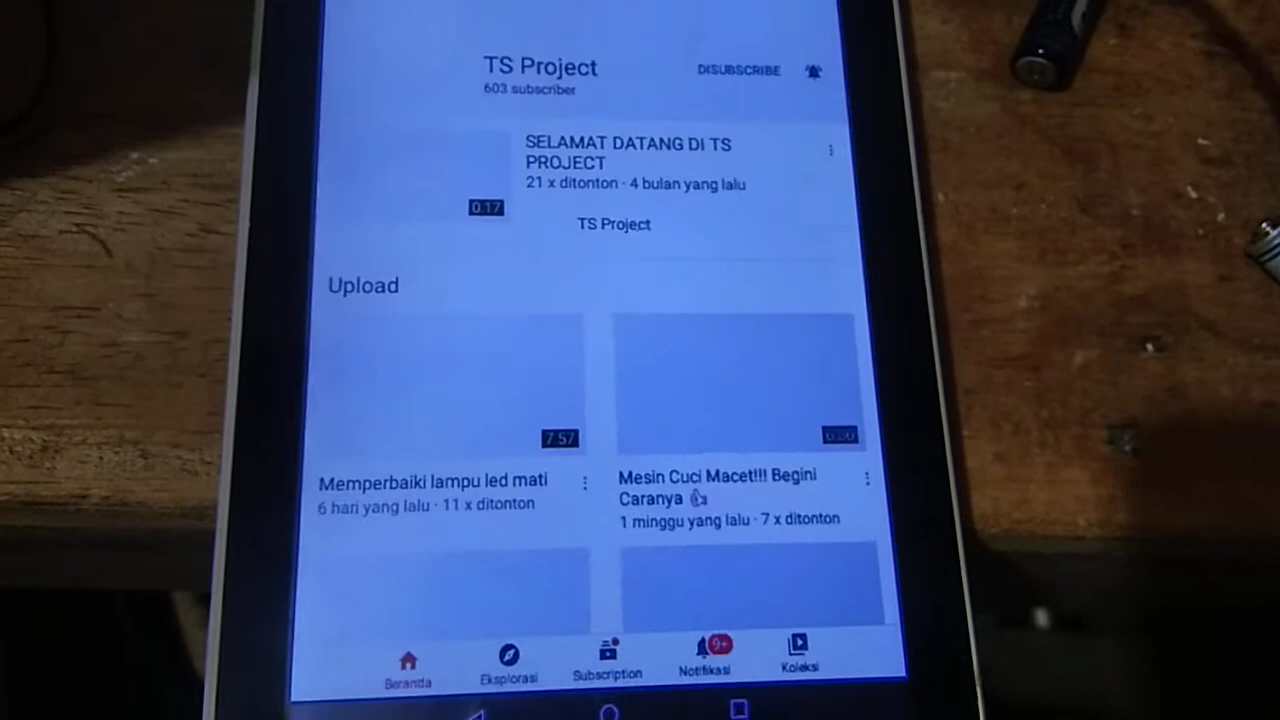 TS Project
DISUBSCRIBE
603 subscriber
SELAMAT DATANG DI TS
PROJECT
21 x ditonton · 4 bulan yang lalu
0:17
TS Project
Upload
7:57
Memperbaiki lampu led mati
6 hari yang lalu · 11 x ditonton
Mesin Cuci Macet!!! Begini
Caranya 👍
1 minggu yang lalu · 7 x ditonton
Beranda
Eksplorasi
Subscription
9+
Notifikasi
Koleksi